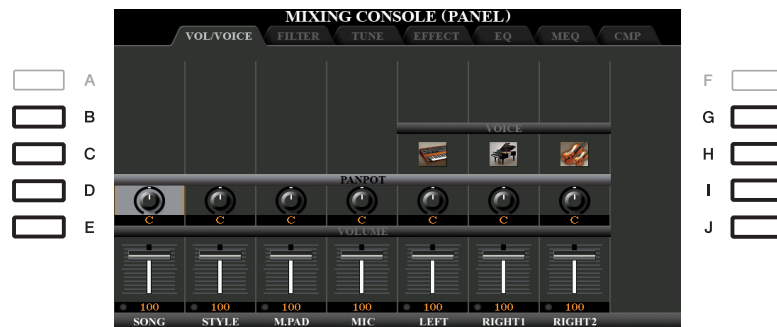 MIXING CONSOLE (PANEL)
VOL/VOICE FILTER TUNE EFFECT EQ MEQ CMP
A F
B G
VOICE
C H
PANPOT
D I
C C C C C C C
E J
VOLUME
100 100 100 100 100 100 100
SONG STYLE M.PAD MIC LEFT RIGHT1 RIGHT2